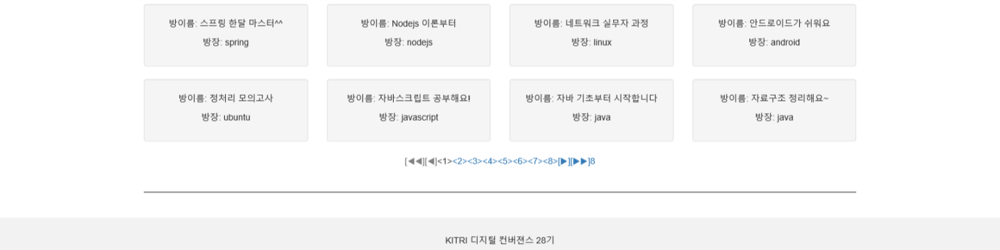 방이름: 스프링 한달 마스터^^
방장: spring
방이름: Nodejs 이론부터
방장: nodejs
방이름: 네트워크 실무자 과정
방장: linux
방이름: 안드로이드가 쉬워요
방장: android
방이름: 정처리 모의고사
방장: ubuntu
방이름: 자바스크립트 공부해요!
방장: javascript
방이름: 자바 기초부터 시작합니다
방장: java
방이름: 자료구조 정리해요~
방장: java
[◀◀][◀]<1><2><3><4><5><6><7><8>[▶][▶▶]8
KITRI 디지털 컨버젼스 28기